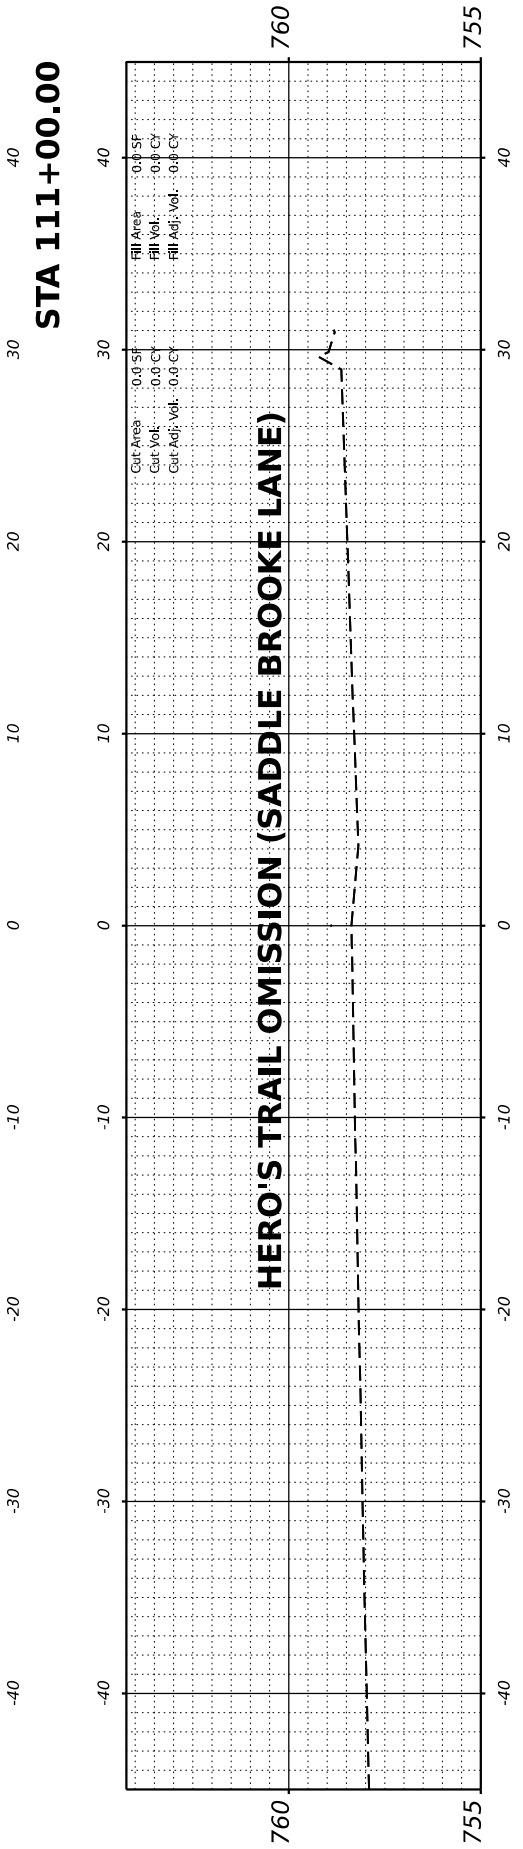 40 30 20 10 0 -10 -20 -30 -40
STA 111+00.00
-40 -30 -20 -10 0 10 20 30 40
Cut Area 0.0 SF Fill Area 0.0 SF
Cut Vol. 0.0 CY Fill Vol. 0.0 CY
Cut Adj. Vol. 0.0 CY Fill Adj. Vol. 0.0 CY
HERO'S TRAIL OMISSION (SADDLE BROOKE LANE)
760 760
755 755
-40 -30 -20 -10 0 10 20 30 40